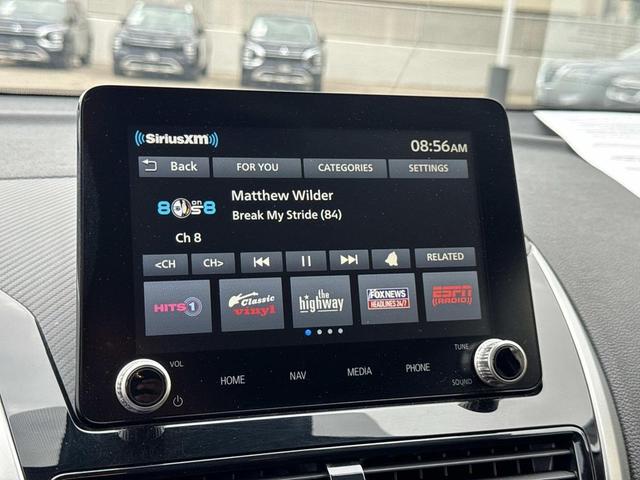 SiriusXM
08:56AM
Back FOR YOU CATEGORIES SETTINGS
8 on 8
Matthew Wilder
Break My Stride (84)
Ch 8
<CH CH> RELATED
HITS 1 Classic vinyl the highway FOX NEWS HEADLINES 24/7 ESPN RADIO
VOL HOME NAV MEDIA PHONE TUNE
SOUND